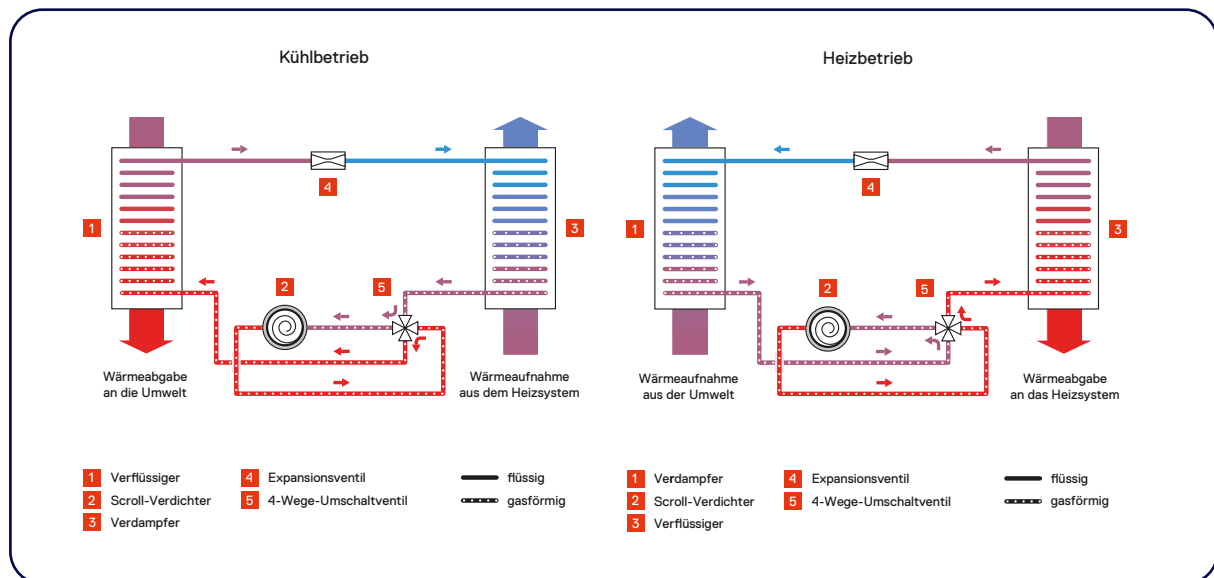 Kühlbetrieb
4
1
3
2
5
Wärmeabgabe
an die Umwelt
Wärmeaufnahme
aus dem Heizsystem
1 Verflüssiger
2 Scroll-Verdichter
3 Verdampfer
4 Expansionsventil
5 4-Wege-Umschaltventil
flüssig
gasförmig
Heizbetrieb
4
1
3
2
5
Wärmeaufnahme
aus der Umwelt
Wärmeabgabe
an das Heizsystem
1 Verdampfer
2 Scroll-Verdichter
3 Verflüssiger
4 Expansionsventil
5 4-Wege-Umschaltventil
flüssig
gasförmig